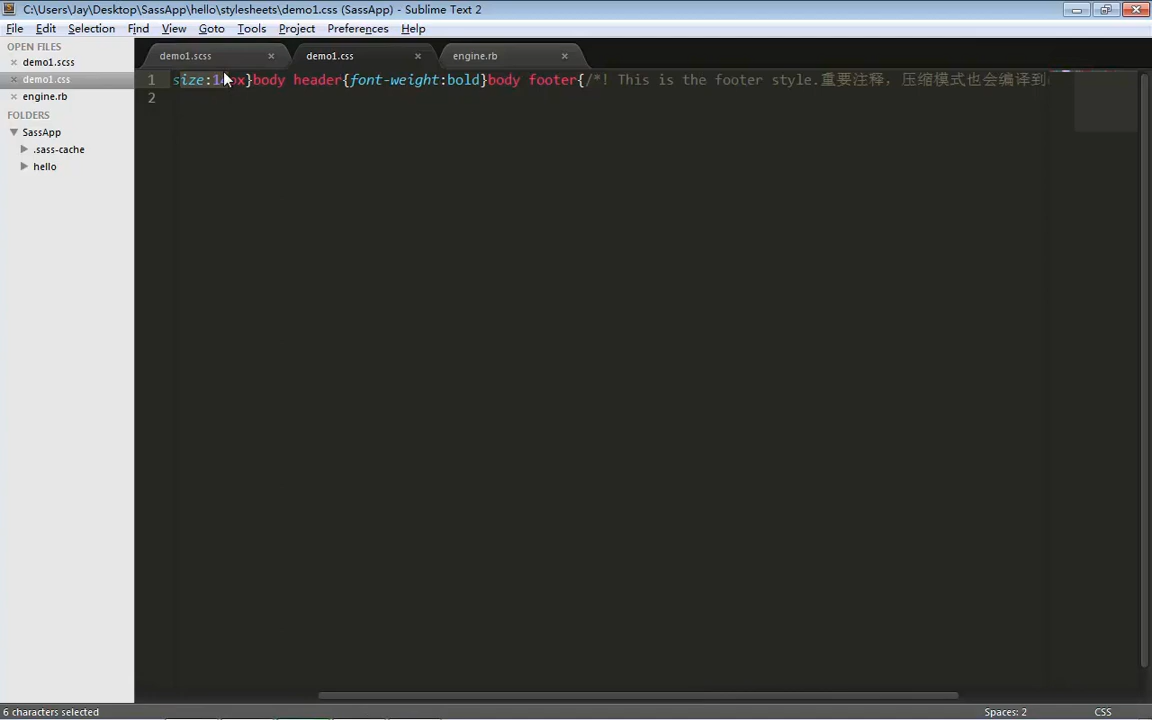 C:\Users\Jay\Desktop\SassApp\hello\stylesheets\demo1.css (SassApp) - Sublime Text 2
File Edit Selection Find View Goto Tools Project Preferences Help
OPEN FILES
demo1.scss
demo1.css
engine.rb
FOLDERS
SassApp
.sass-cache
hello
demo1.scss demo1.css engine.rb
1 size:14px}body header{font-weight:bold}body footer{/*! This is the footer style.重要注释，压缩模式也会编译到
2
6 characters selected Spaces: 2 CSS